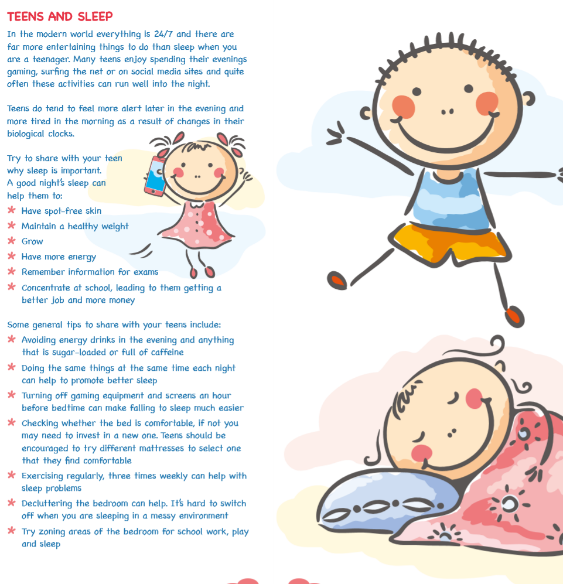 TEENS AND SLEEP
In the modern world everything is 24/7 and there are
far more entertaining things to do than sleep when you
are a teenager. Many teens enjoy spending their evenings
gaming, surfing the net or on social media sites and quite
often these activities can run well into the night.
Teens do tend to feel more alert later in the evening and
more tired in the morning as a result of changes in their
biological clocks.
Try to share with your teen
why sleep is important.
A good night's sleep can
help them to:
* Have spot-free skin
* Maintain a healthy weight
* Grow
* Have more energy
* Remember information for exams
* Concentrate at school, leading to them getting a
better job and more money
Some general tips to share with your teens include:
* Avoiding energy drinks in the evening and anything
that is sugar-loaded or full of caffeine
* Doing the same things at the same time each night
can help to promote better sleep
* Turning off gaming equipment and screens an hour
before bedtime can make falling to sleep much easier
* Checking whether the bed is comfortable, if not you
may need to invest in a new one. Teens should be
encouraged to try different mattresses to select one
that they find comfortable
* Exercising regularly, three times weekly can help with
sleep problems
* Decluttering the bedroom can help. It's hard to switch
off when you are sleeping in a messy environment
* Try zoning areas of the bedroom for school work, play
and sleep